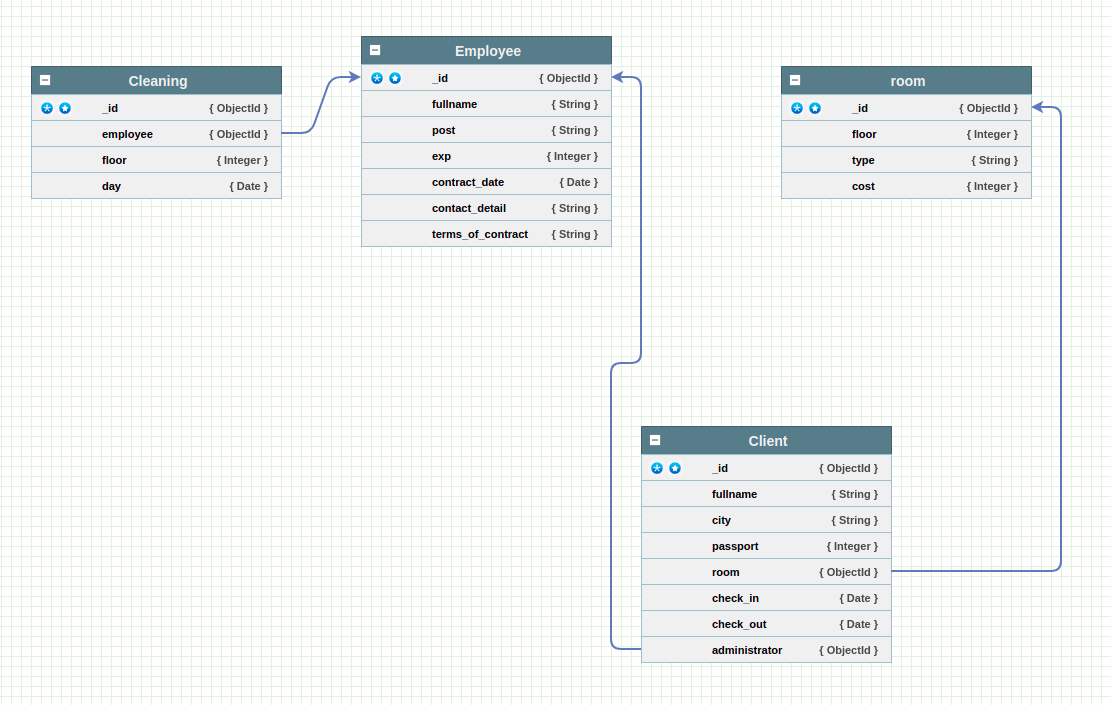 Cleaning
_id { ObjectId }
employee { ObjectId }
floor { Integer }
day { Date }
Employee
_id { ObjectId }
fullname { String }
post { String }
exp { Integer }
contract_date { Date }
contact_detail { String }
terms_of_contract { String }
room
_id { ObjectId }
floor { Integer }
type { String }
cost { Integer }
Client
_id { ObjectId }
fullname { String }
city { String }
passport { Integer }
room { ObjectId }
check_in { Date }
check_out { Date }
administrator { ObjectId }